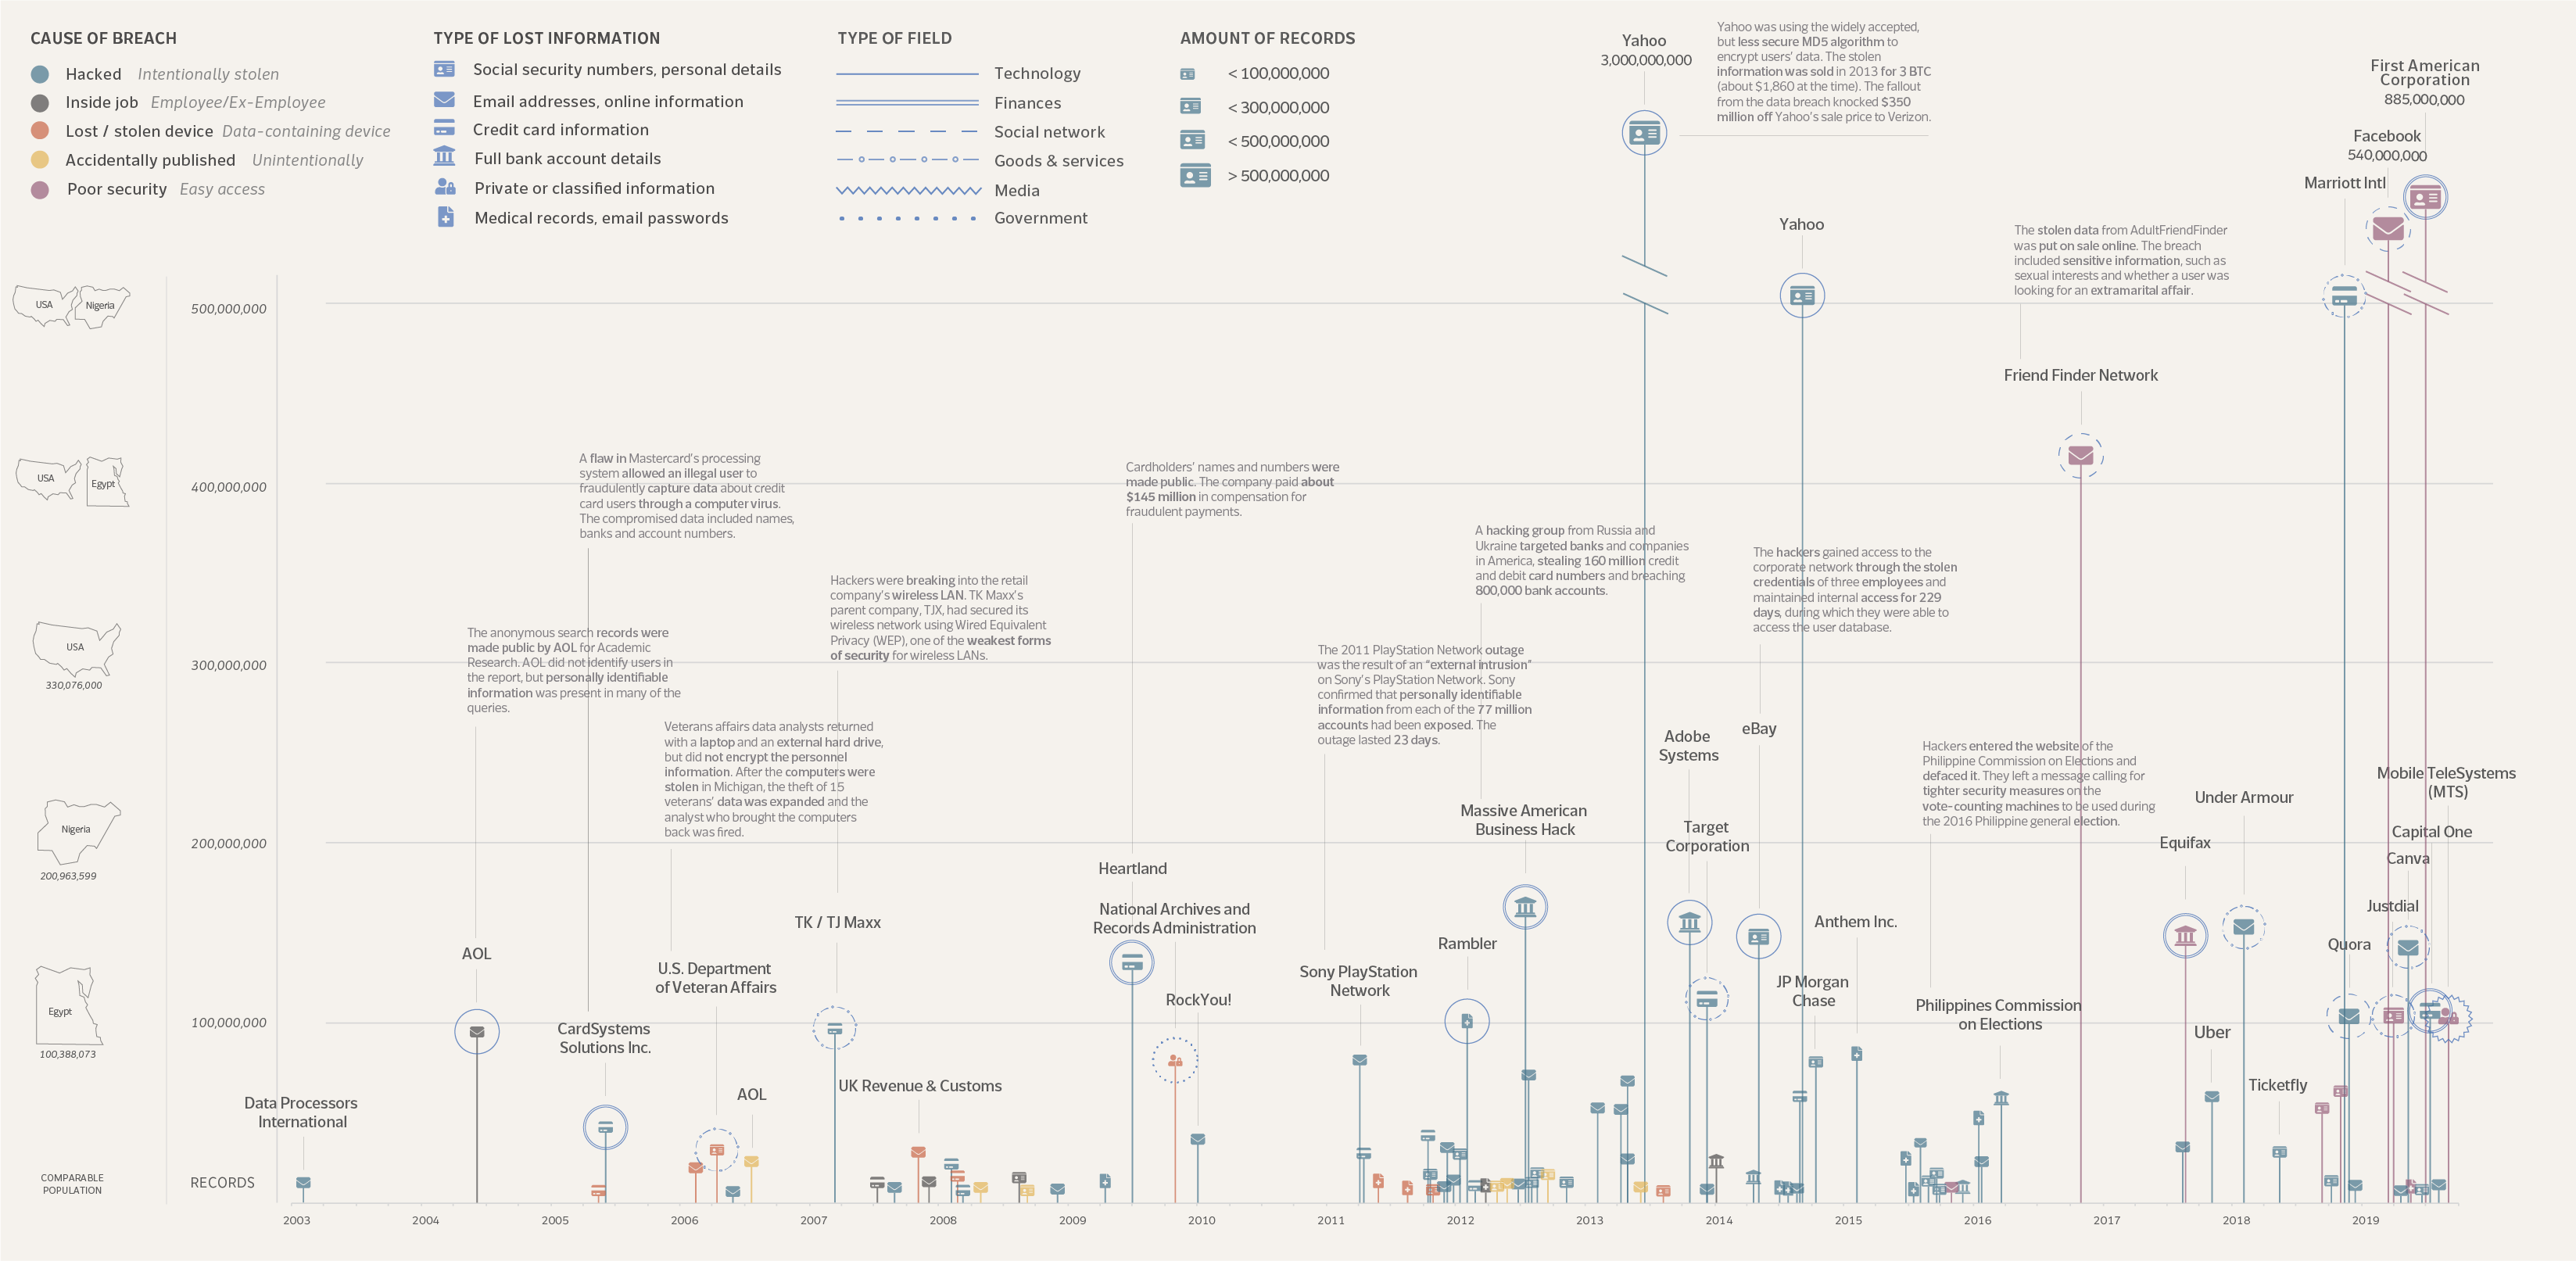 CAUSE OF BREACH
Hacked Intentionally stolen
Inside job Employee/Ex-Employee
Lost / stolen device Data-containing device
Accidentally published Unintentionally
Poor security Easy access
TYPE OF LOST INFORMATION
Social security numbers, personal details
Email addresses, online information
Credit card information
Full bank account details
Private or classified information
Medical records, email passwords
TYPE OF FIELD
Technology
Finances
Social network
Goods & services
Media
Government
AMOUNT OF RECORDS
< 100,000,000
< 300,000,000
< 500,000,000
> 500,000,000
Yahoo
3,000,000,000
Yahoo was using the widely accepted,
but less secure MD5 algorithm to
encrypt users' data. The stolen
information was sold in 2013 for 3 BTC
(about $1,860 at the time). The fallout
from the data breach knocked $350
million off Yahoo's sale price to Verizon.
First American
Corporation
885,000,000
Facebook
540,000,000
Marriott Intl
Yahoo
The stolen data from AdultFriendFinder
was put on sale online. The breach
included sensitive information, such as
sexual interests and whether a user was
looking for an extramarital affair.
Friend Finder Network
USA
Nigeria
500,000,000
USA
Egypt
400,000,000
USA
330,076,000
300,000,000
Nigeria
200,963,599
200,000,000
Egypt
100,388,073
100,000,000
COMPARABLE
POPULATION
RECORDS
A flaw in Mastercard's processing
system allowed an illegal user to
fraudulently capture data about credit
card users through a computer virus.
The compromised data included names,
banks and account numbers.
Cardholders' names and numbers were
made public. The company paid about
$145 million in compensation for
fraudulent payments.
A hacking group from Russia and
Ukraine targeted banks and companies
in America, stealing 160 million credit
and debit card numbers and breaching
800,000 bank accounts.
The hackers gained access to the
corporate network through the stolen
credentials of three employees and
maintained internal access for 229
days, during which they were able to
access the user database.
Hackers were breaking into the retail
company's wireless LAN. TK Maxx's
parent company, TJX, had secured its
wireless network using Wired Equivalent
Privacy (WEP), one of the weakest forms
of security for wireless LANs.
The anonymous search records were
made public by AOL for Academic
Research. AOL did not identify users in
the report, but personally identifiable
information was present in many of the
queries.
The 2011 PlayStation Network outage
was the result of an "external intrusion"
on Sony's PlayStation Network. Sony
confirmed that personally identifiable
information from each of the 77 million
accounts had been exposed. The
outage lasted 23 days.
Veterans affairs data analysts returned
with a laptop and an external hard drive,
but did not encrypt the personnel
information. After the computers were
stolen in Michigan, the theft of 15
veterans' data was expanded and the
analyst who brought the computers
back was fired.
Hackers entered the website of the
Philippine Commission on Elections and
defaced it. They left a message calling for
tighter security measures on the
vote-counting machines to be used during
the 2016 Philippine general election.
Adobe
Systems
eBay
Mobile TeleSystems
(MTS)
Under Armour
Massive American
Business Hack
Target
Corporation
Capital One
Equifax
Canva
Heartland
National Archives and
Records Administration
TK / TJ Maxx
Justdial
Anthem Inc.
Rambler
Quora
AOL
U.S. Department
of Veteran Affairs
Sony PlayStation
Network
JP Morgan
Chase
RockYou!
Philippines Commission
on Elections
CardSystems
Solutions Inc.
Uber
UK Revenue & Customs
Ticketfly
AOL
Data Processors
International
2003
2004
2005
2006
2007
2008
2009
2010
2011
2012
2013
2014
2015
2016
2017
2018
2019